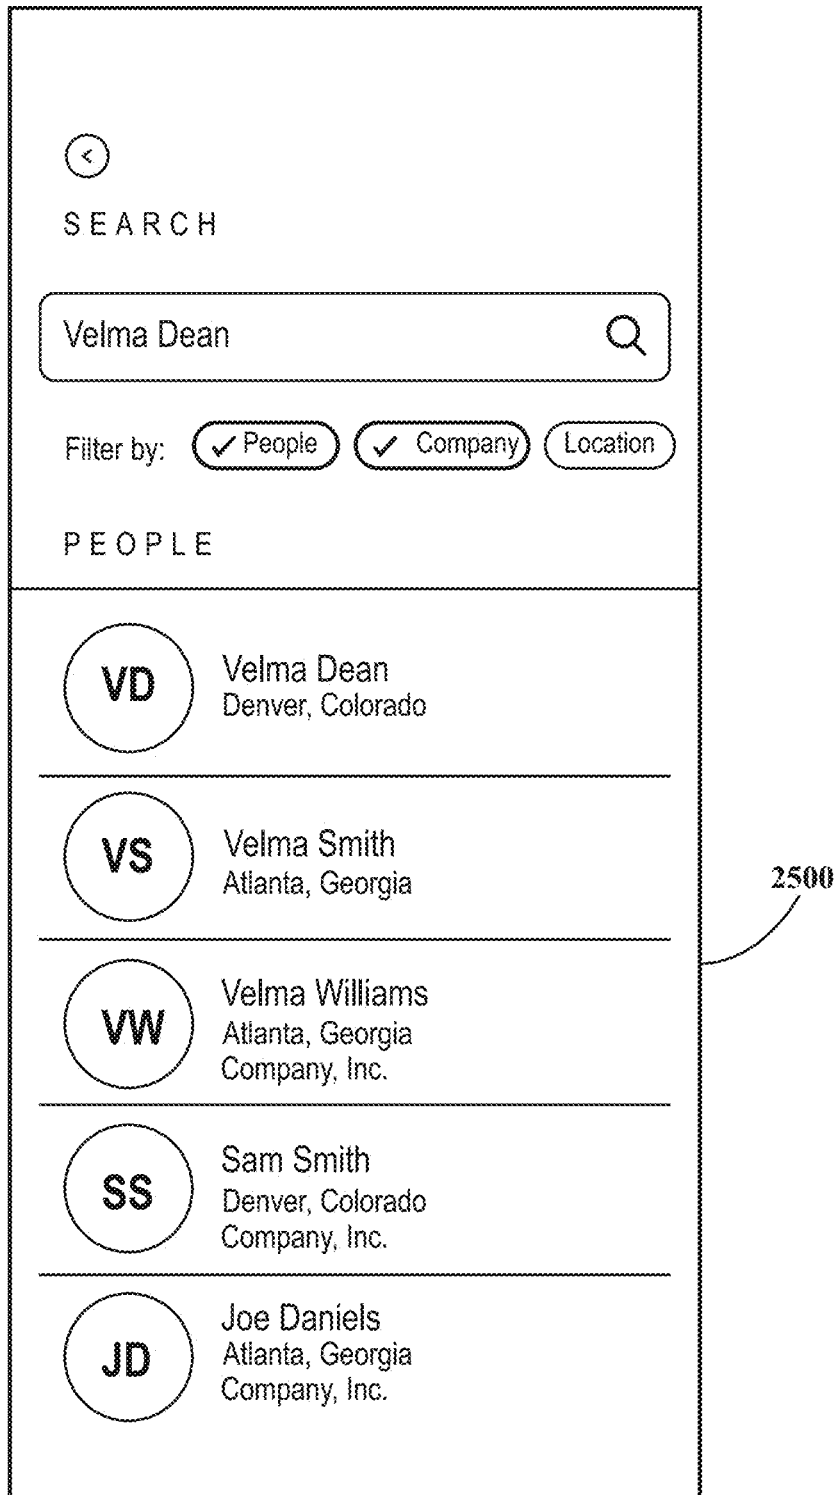 SEARCH
Velma Dean
Filter by: People Company Location
PEOPLE
VD
Velma Dean
Denver, Colorado
VS
Velma Smith
Atlanta, Georgia
2500
VW
Velma Williams
Atlanta, Georgia
Company, Inc.
SS
Sam Smith
Denver, Colorado
Company, Inc.
JD
Joe Daniels
Atlanta, Georgia
Company, Inc.